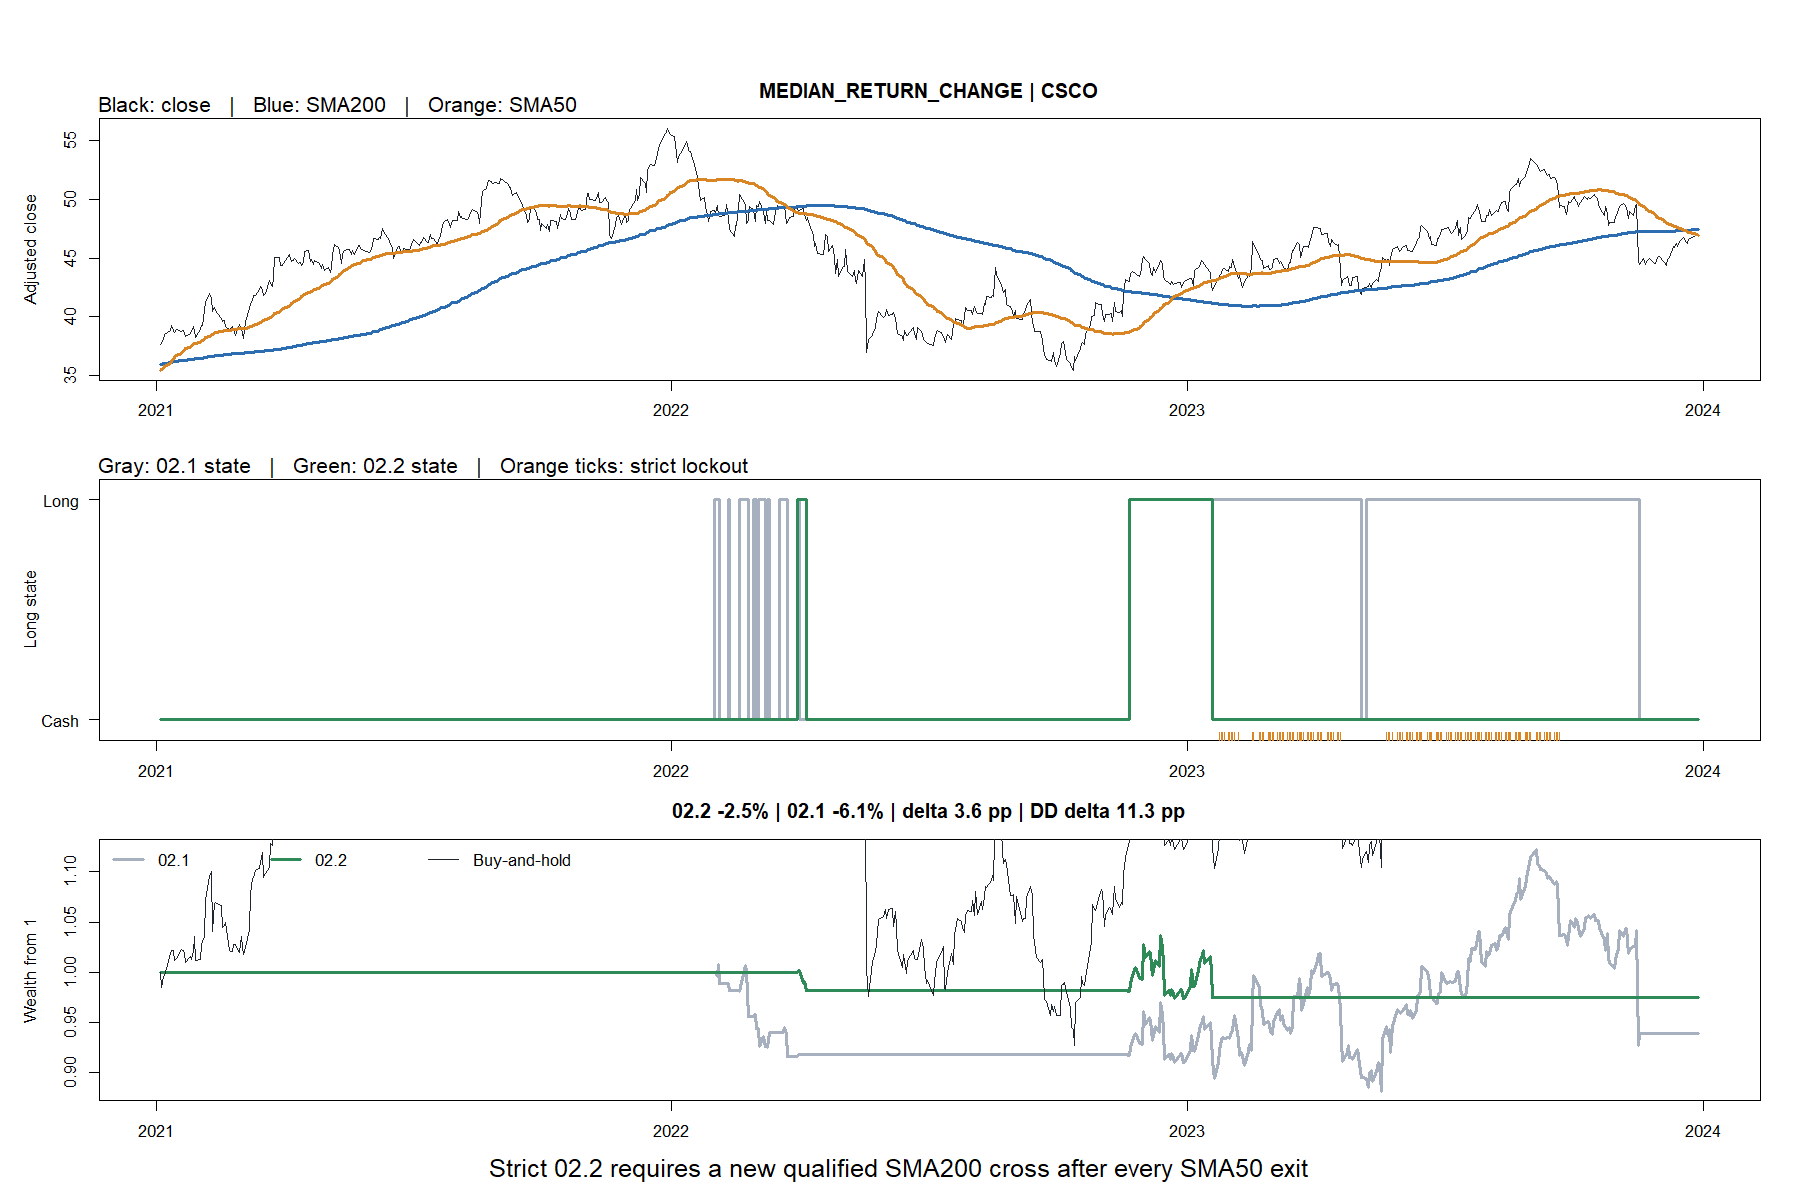 MEDIAN_RETURN_CHANGE | CSCO
Black: close | Blue: SMA200 | Orange: SMA50
Adjusted close
55
50
45
40
35
2021 2022 2023 2024
Gray: 02.1 state | Green: 02.2 state | Orange ticks: strict lockout
Long state
Long
Cash
2021 2022 2023 2024
02.2 -2.5% | 02.1 -6.1% | delta 3.6 pp | DD delta 11.3 pp
02.1 02.2 Buy-and-hold
Wealth from 1
1.10
1.05
1.00
0.95
0.90
2021 2022 2023 2024
Strict 02.2 requires a new qualified SMA200 cross after every SMA50 exit